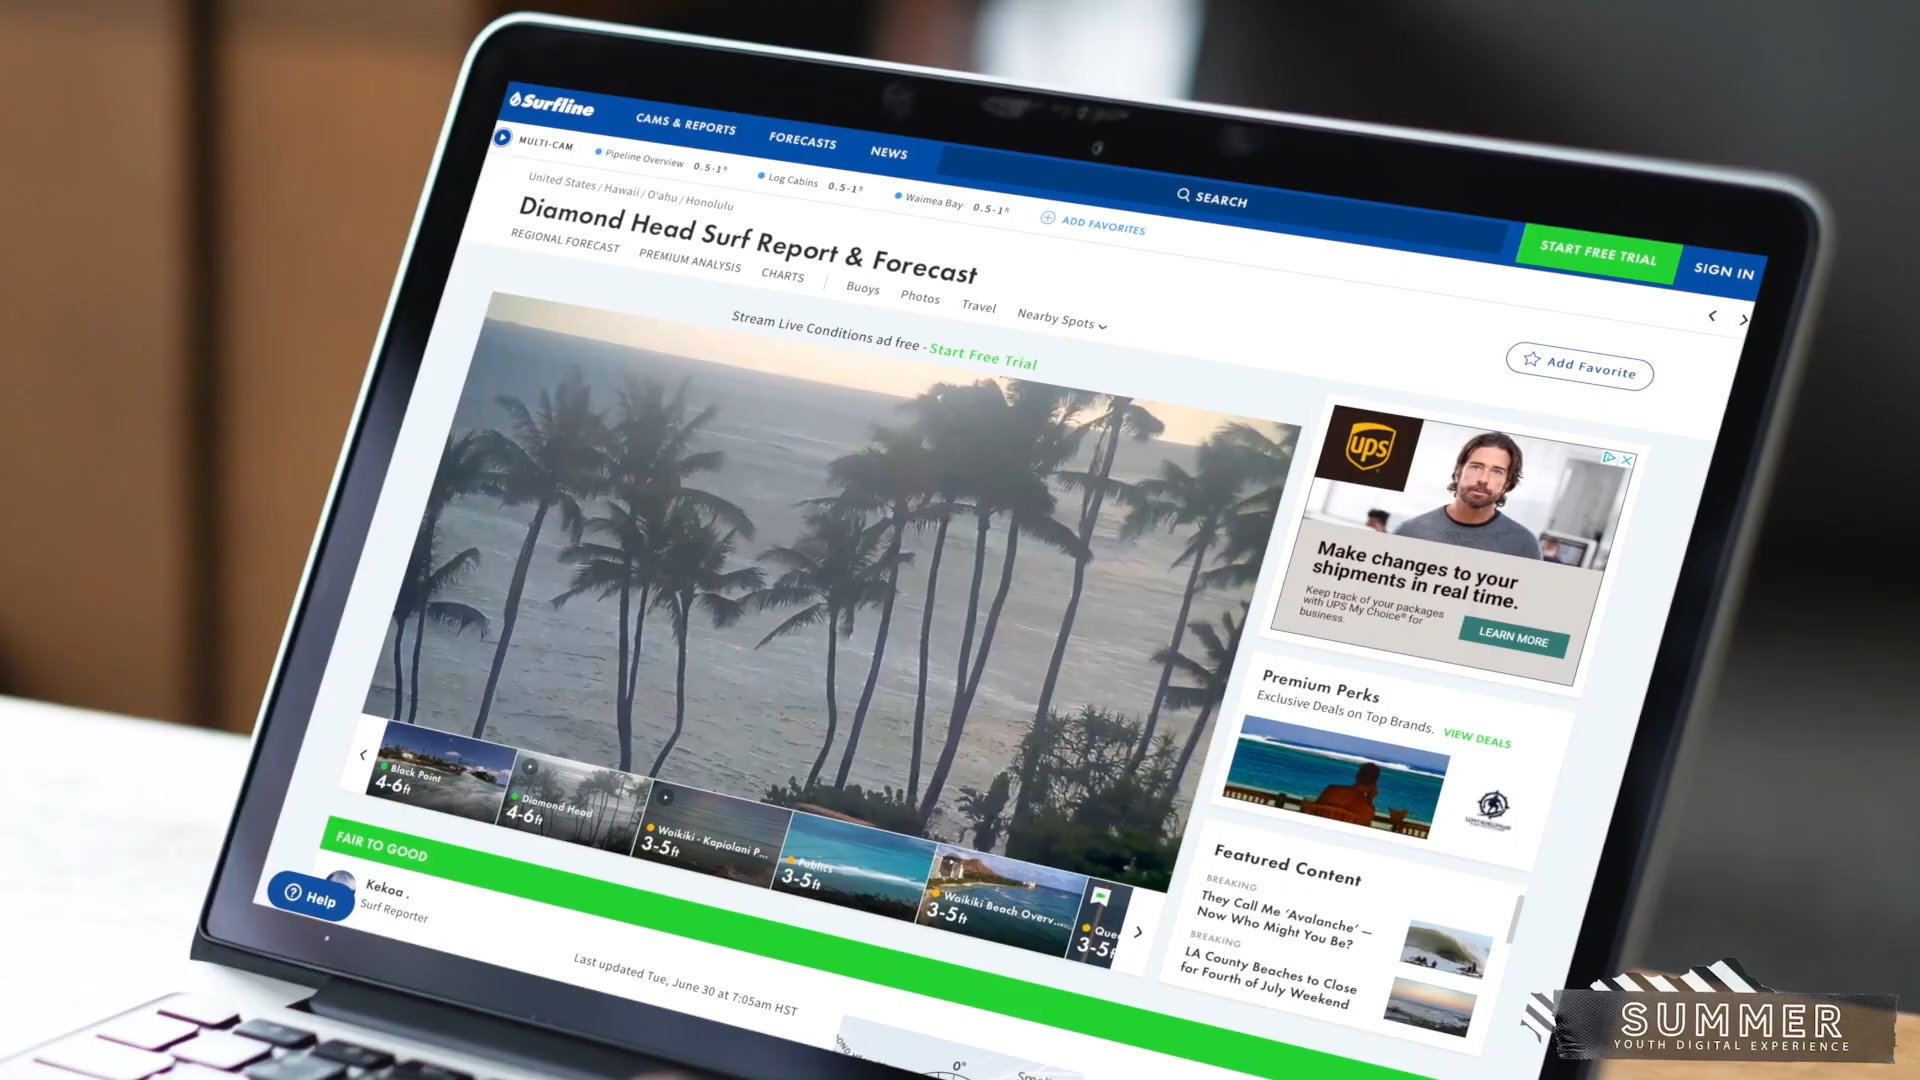 Surfline
CAMS & REPORTS
FORECASTS
NEWS
SEARCH
START FREE TRIAL
SIGN IN
MULTI-CAM
Pipeline Overview 0.5-1ft
Log Cabins 0.5-1ft
Waimea Bay 0.5-1ft
ADD FAVORITES
United States / Hawaii / O'ahu / Honolulu
Diamond Head Surf Report & Forecast
REGIONAL FORECAST
PREMIUM ANALYSIS
CHARTS
Buoys
Photos
Travel
Nearby Spots
Add Favorite
Stream Live Conditions ad free - Start Free Trial
ups
Make changes to your
shipments in real time.
Keep track of your packages
with UPS My Choice® for
business.
LEARN MORE
Premium Perks
Exclusive Deals on Top Brands. VIEW DEALS
Black Point
4-6ft
Diamond Head
4-6ft
Waikiki - Kapiolani P...
3-5ft
Publics
3-5ft
Waikiki Beach Overv...
3-5ft
Que
3-5f
FAIR TO GOOD
Help
Kekoa .
Surf Reporter
Last updated Tue, June 30 at 7:05am HST
0°
Featured Content
BREAKING
They Call Me ‘Avalanche’ —
Now Who Might You Be?
BREAKING
LA County Beaches to Close
for Fourth of July Weekend
SUMMER
YOUTH DIGITAL EXPERIENCE